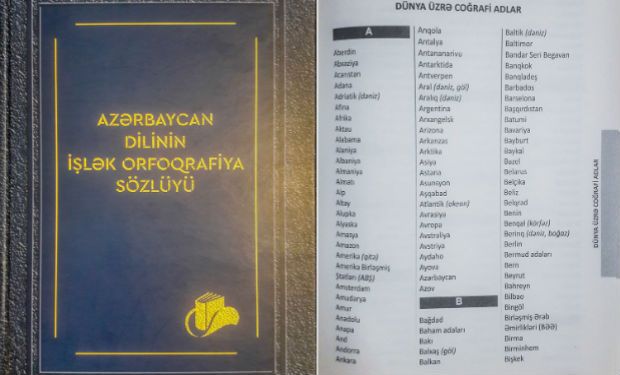 AZƏRBAYCAN
DİLİNİN
İŞLƏK ORFOQRAFİYA
SÖZLÜYÜ
DÜNYA ÜZRƏ COĞRAFİ ADLAR
A
Aberdin
Abxaziya
Acarıstan
Adana
Adriatik (dəniz)
Afina
Afrika
Aktau
Alabama
Alaniya
Albaniya
Almaniya
Almatı
Alp
Altay
Alupka
Alyaska
Amasya
Amazon
Amerika (qitə)
Amerika Birləşmiş
Ştatları (ABŞ)
Amsterdam
Amudarya
Amur
Anadolu
Anapa
And
Andorra
Ankara
Anqola
Antalya
Antananarivu
Antarktida
Antverpen
Aral (dəniz, göl)
Aralıq (dəniz)
Argentina
Arxangelsk
Arizona
Arkanzas
Arktika
Asiya
Astana
Asunsyon
Aşqabad
Atlantik (okean)
Avrasiya
Avropa
Avstraliya
Avstriya
Aydaho
Ayova
Azərbaycan
Azov
B
Bağdad
Baham adaları
Bakı
Balxaş (göl)
Balkan
Baltik (dəniz)
Baltimor
Bandar Seri Begavan
Banqkok
Banqladeş
Barbados
Barselona
Başqırdıstan
Batumi
Bavariya
Bayburt
Baykal
Bazel
Belarus
Belçika
Beliz
Belqrad
Benin
Benqal (körfəz)
Berinq (dəniz, boğaz)
Berlin
Bermud adaları
Bern
Beyrut
Bəhreyn
Bilbao
Bingöl
Birləşmiş Ərəb
Əmirlikləri (BƏƏ)
Birma
Birminhem
Bişkek
DÜNYA ÜZRƏ COĞRAFİ ADLAR